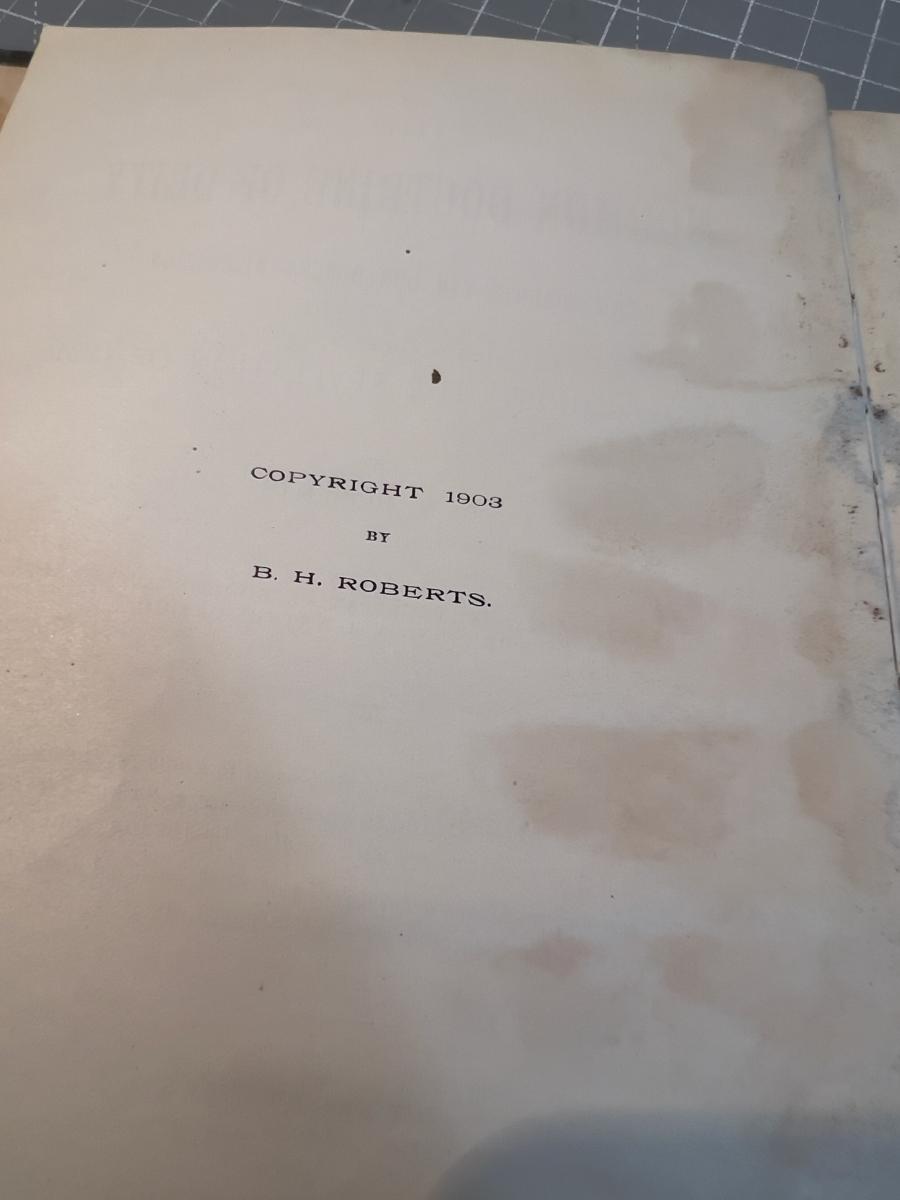 COPYRIGHT 1903
BY
B. H. ROBERTS.